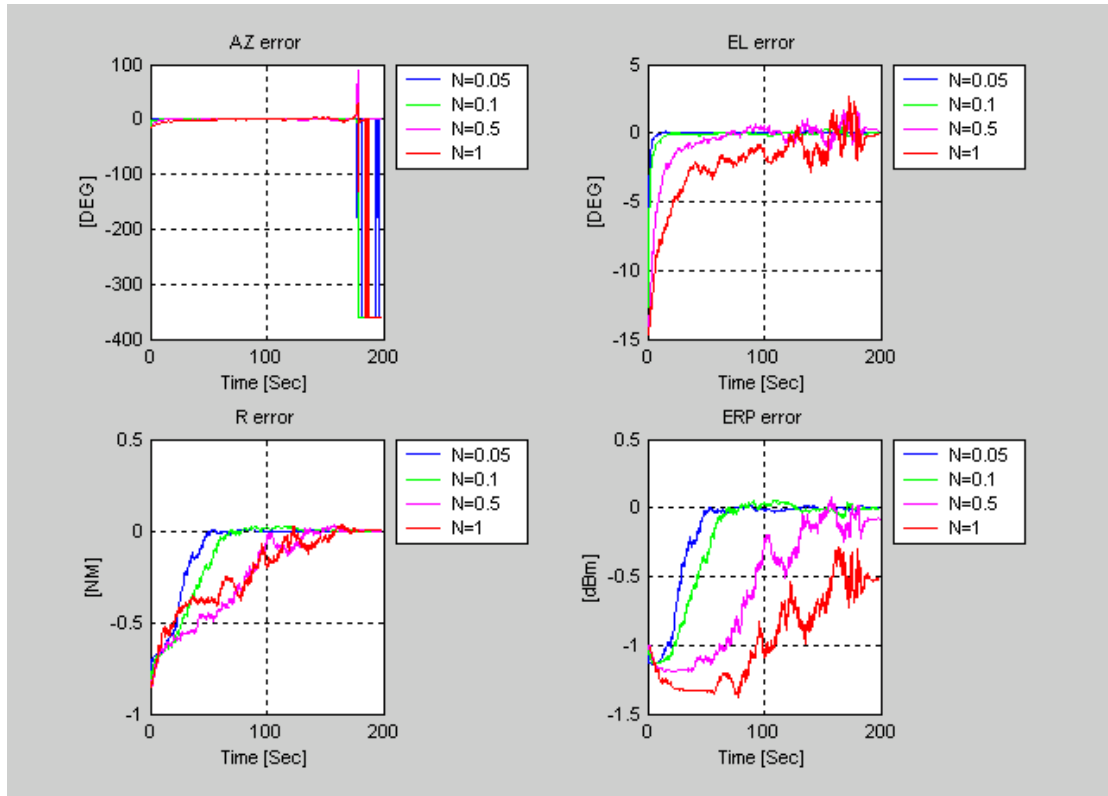 AZ error
100
0
-100
-200
-300
-400
[DEG]
0
100
200
Time [Sec]
N=0.05
N=0.1
N=0.5
N=1
EL error
5
0
-5
-10
-15
[DEG]
0
100
200
Time [Sec]
N=0.05
N=0.1
N=0.5
N=1
R error
0.5
0
-0.5
-1
[NM]
0
100
200
Time [Sec]
N=0.05
N=0.1
N=0.5
N=1
ERP error
0.5
0
-0.5
-1
-1.5
[dBm]
0
100
200
Time [Sec]
N=0.05
N=0.1
N=0.5
N=1